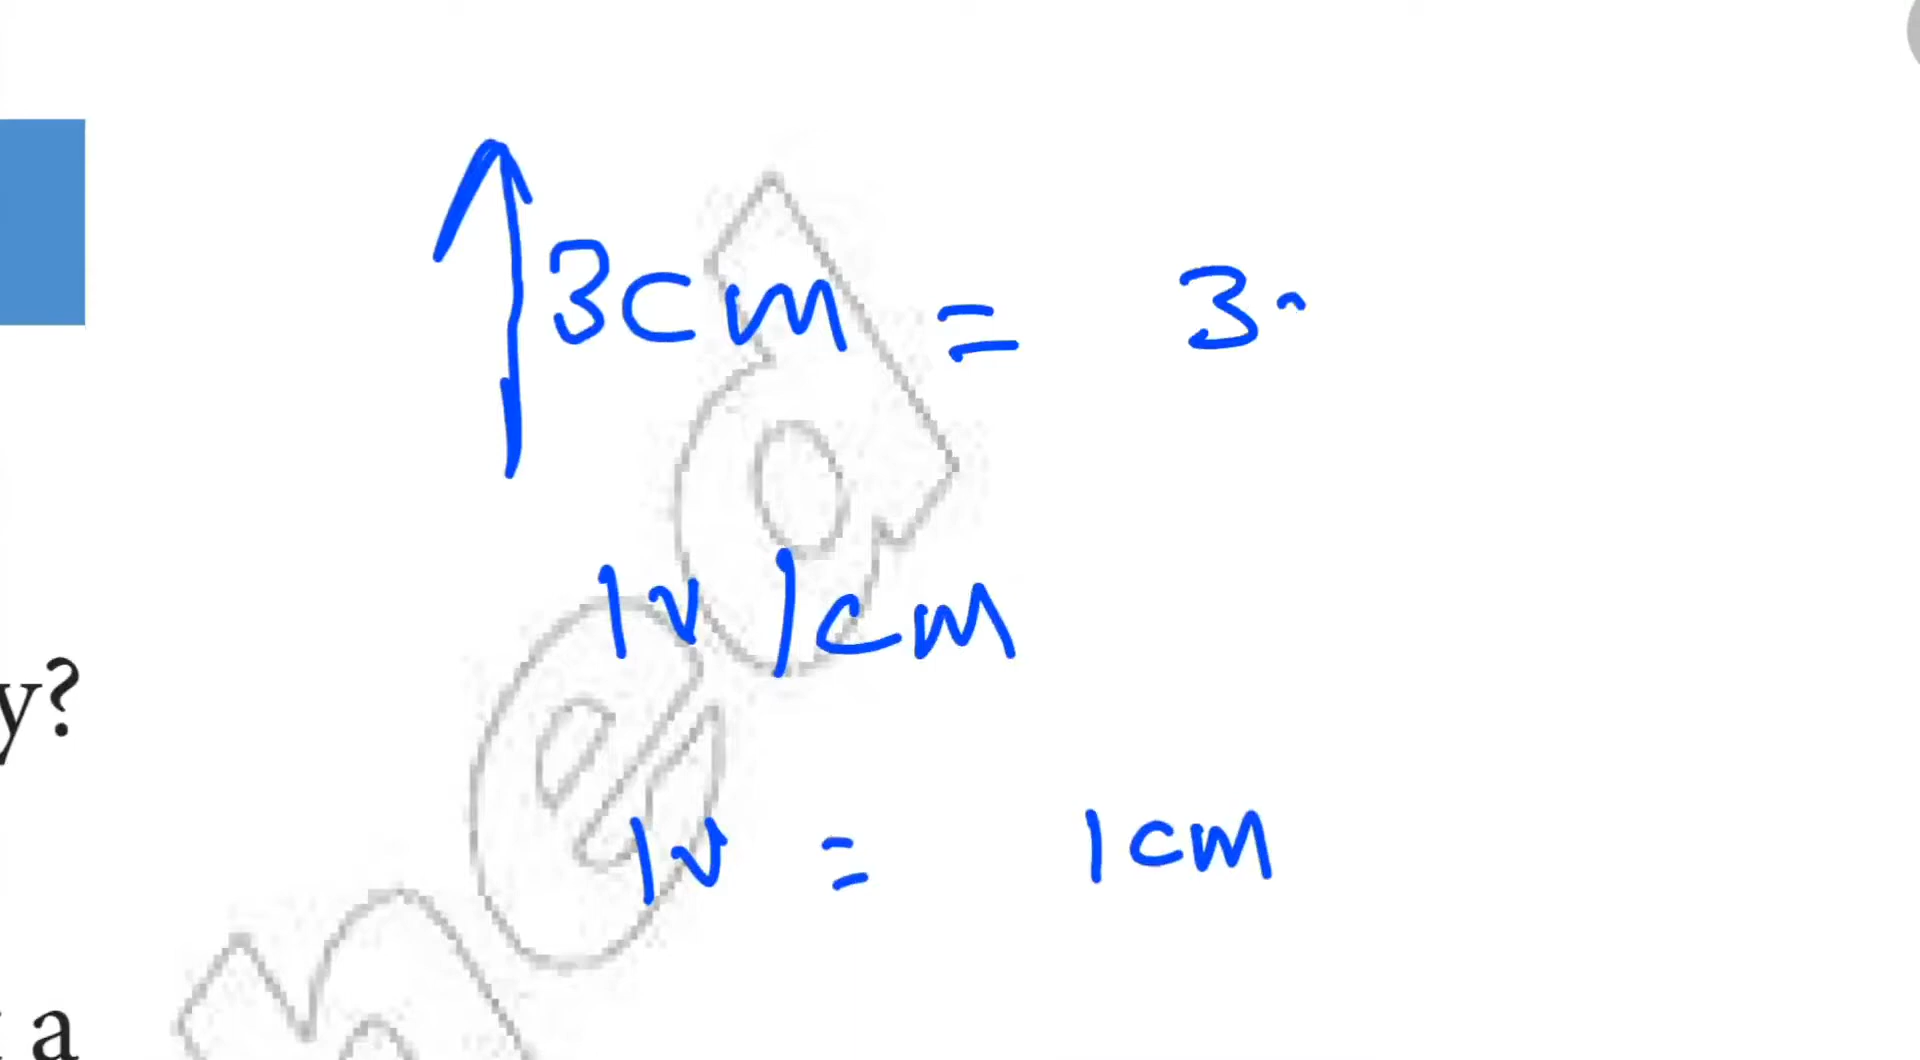 3cm = 3
1v 1cm
y?
1v = 1cm
a